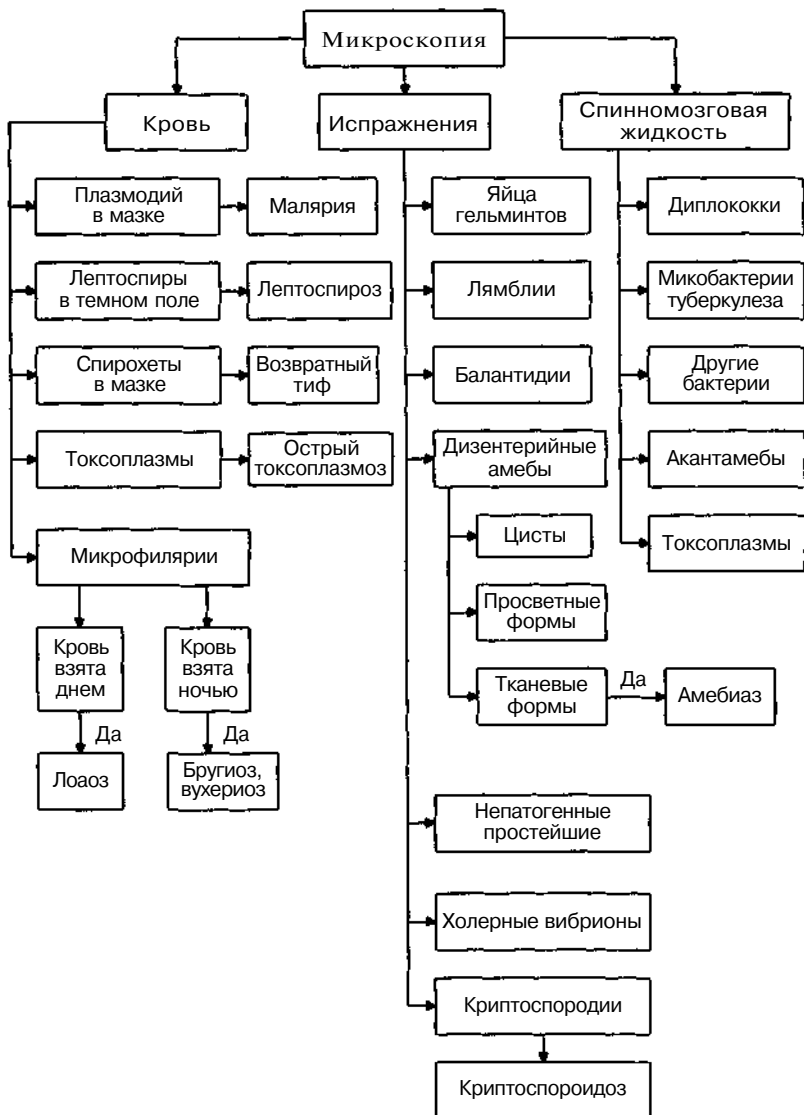 Микроскопия
Кровь
Плазмодий
в мазке
Малярия
Лептоспиры
в темном поле
Лептоспироз
Спирохеты
в мазке
Возвратный
тиф
Токсоплазмы
Острый
токсоплазмоз
Микрофилярии
Кровь
взята
днем
Да
Лоаоз
Кровь
взята
ночью
Да
Бругиоз,
вухериоз
Испражнения
Яйца
гельминтов
Лямблии
Балантидии
Дизентерийные
амебы
Цисты
Просветные
формы
Тканевые
формы
Да
Амебиаз
Непатогенные
простейшие
Холерные вибрионы
Криптоспородии
Криптоспороидоз
Спинномозговая
жидкость
Диплококки
Микобактерии
туберкулеза
Другие
бактерии
Акантамебы
Токсоплазмы